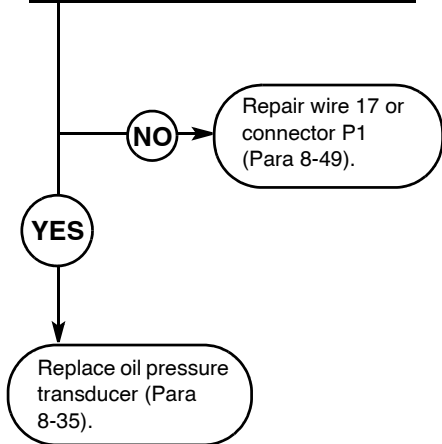 NO
Repair wire 17 or
connector P1
(Para 8-49).
YES
Replace oil pressure
transducer (Para
8-35).